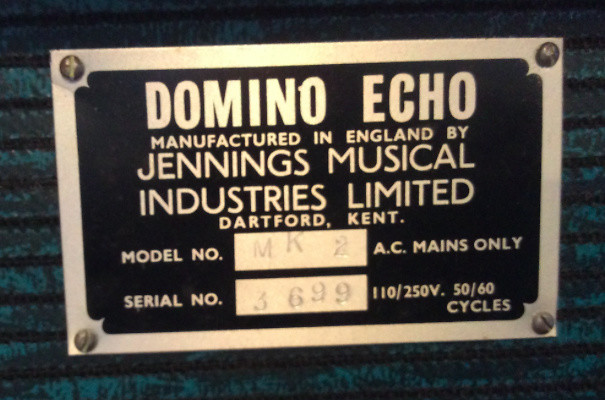 DOMINO ECHO
MANUFACTURED IN ENGLAND BY
JENNINGS MUSICAL
INDUSTRIES LIMITED
DARTFORD, KENT.
MODEL NO. MK 2 A.C. MAINS ONLY
SERIAL NO. 3699 110/250V. 50/60
CYCLES